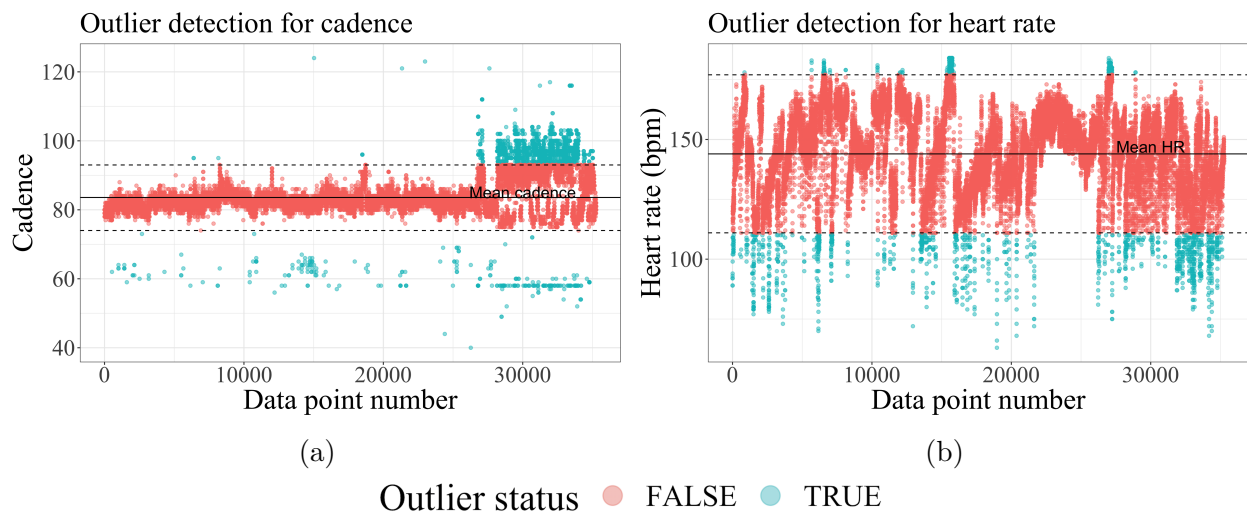 Outlier detection for cadence
120
100
80
60
40
Cadence
Mean cadence
0 10000 20000 30000
Data point number
(a)
Outlier detection for heart rate
150
100
Heart rate (bpm)
Mean HR
0 10000 20000 30000
Data point number
(b)
Outlier status FALSE TRUE